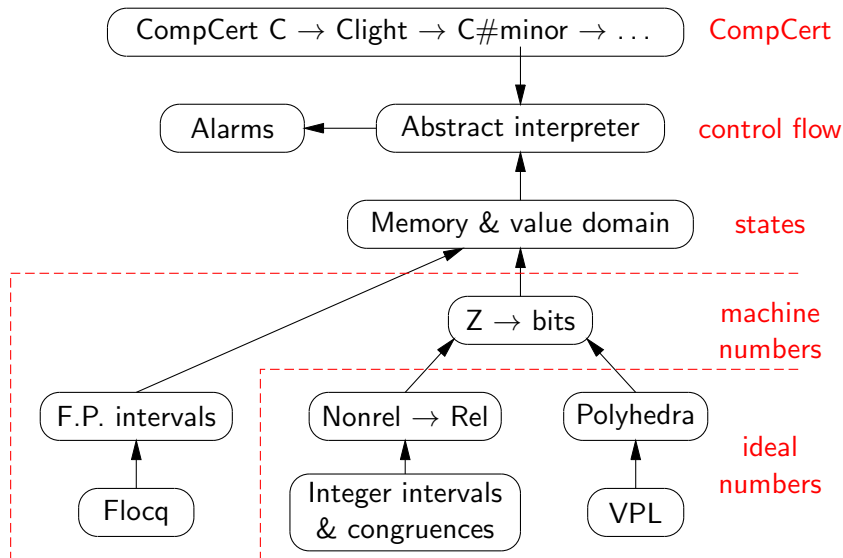 CompCert C → Clight → C#minor → ...
CompCert
Alarms
Abstract interpreter
control flow
Memory & value domain
states
Z → bits
machine
numbers
F.P. intervals
Nonrel → Rel
Polyhedra
ideal
numbers
Flocq
Integer intervals
& congruences
VPL